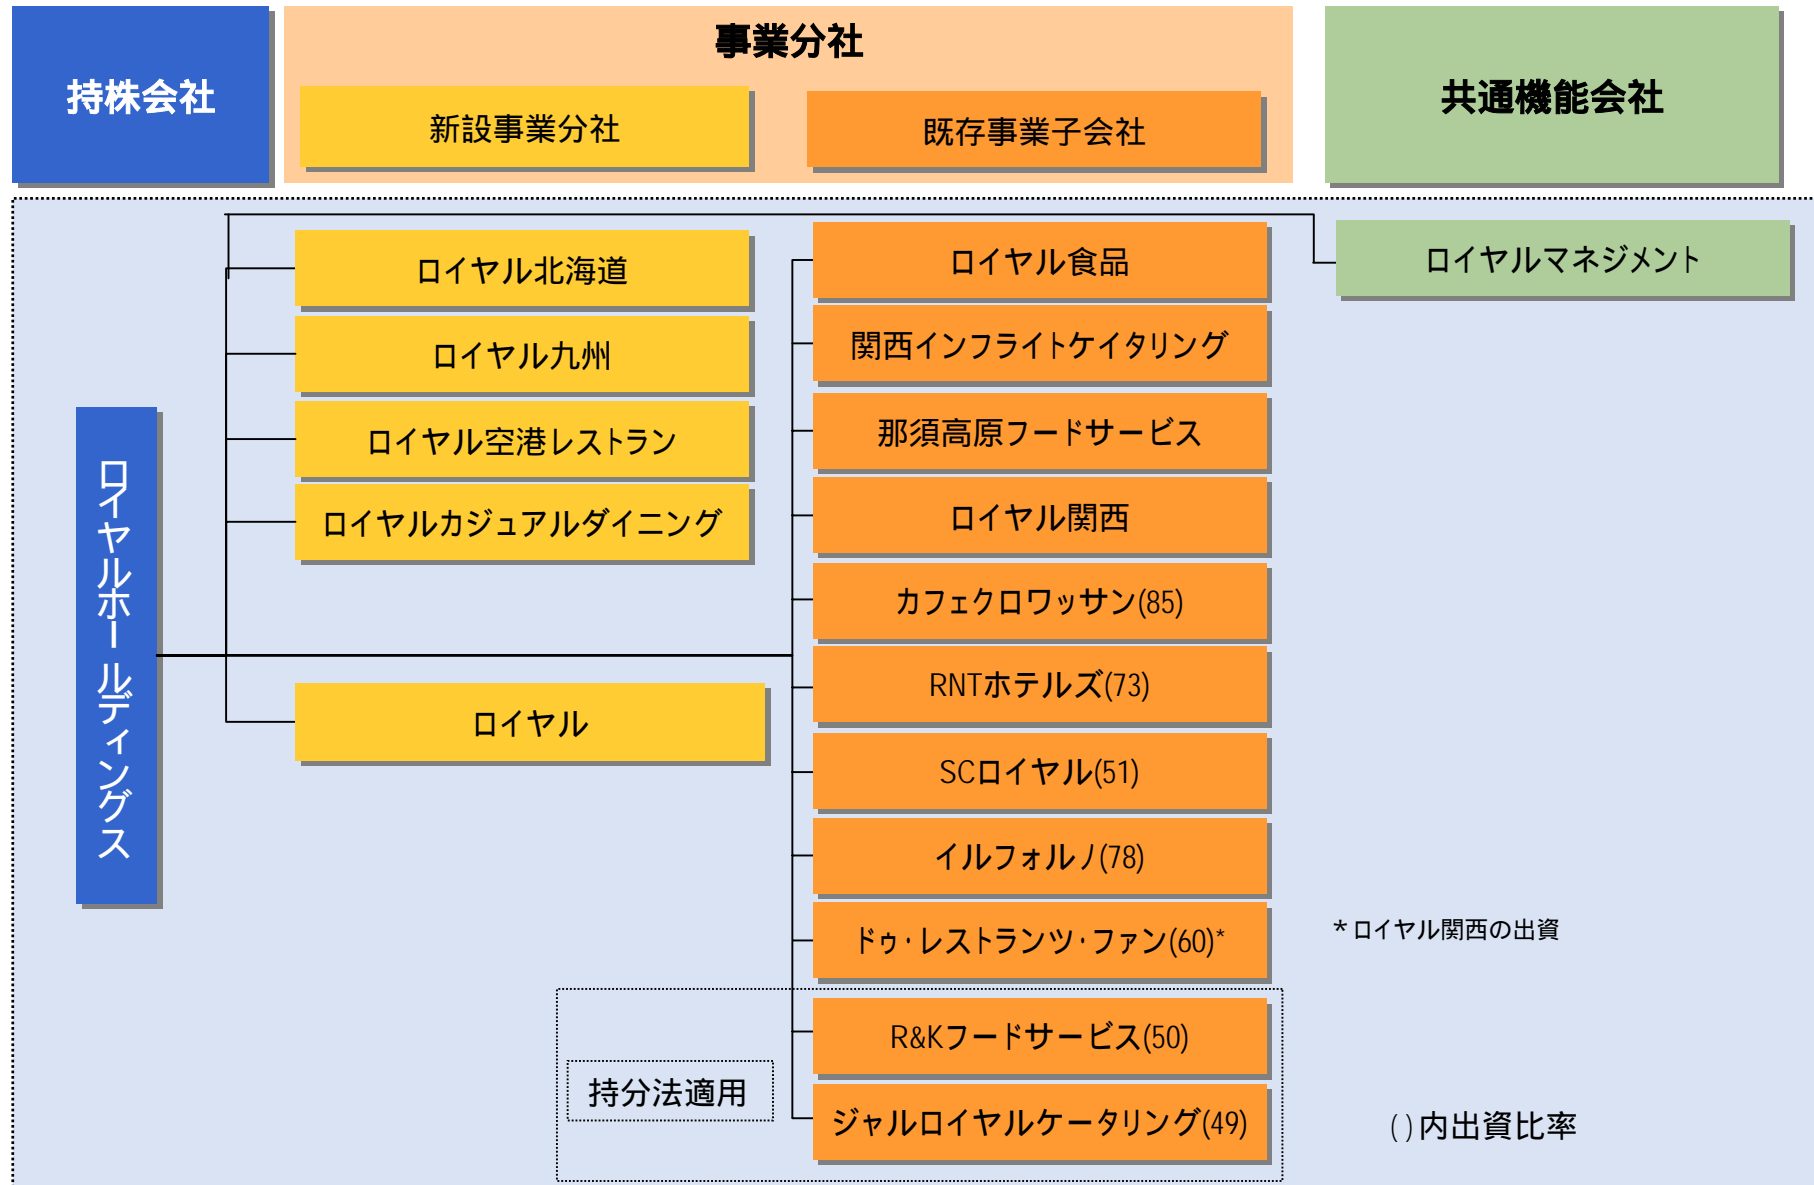 持株会社
事業分社
新設事業分社
既存事業子会社
共通機能会社
ロイヤルホールディングス
ロイヤル北海道
ロイヤル九州
ロイヤル空港レストラン
ロイヤルカジュアルダイニング
ロイヤル
ロイヤル食品
関西インフライトケイタリング
那須高原フードサービス
ロイヤル関西
カフェクロワッサン(85)
RNTホテルズ(73)
SCロイヤル(51)
イルフォルノ(78)
ドゥ・レストランツ・ファン(60)*
R&Kフードサービス(50)
ジャルロイヤルケータリング(49)
持分法適用
ロイヤルマネジメント
*ロイヤル関西の出資
()内出資比率